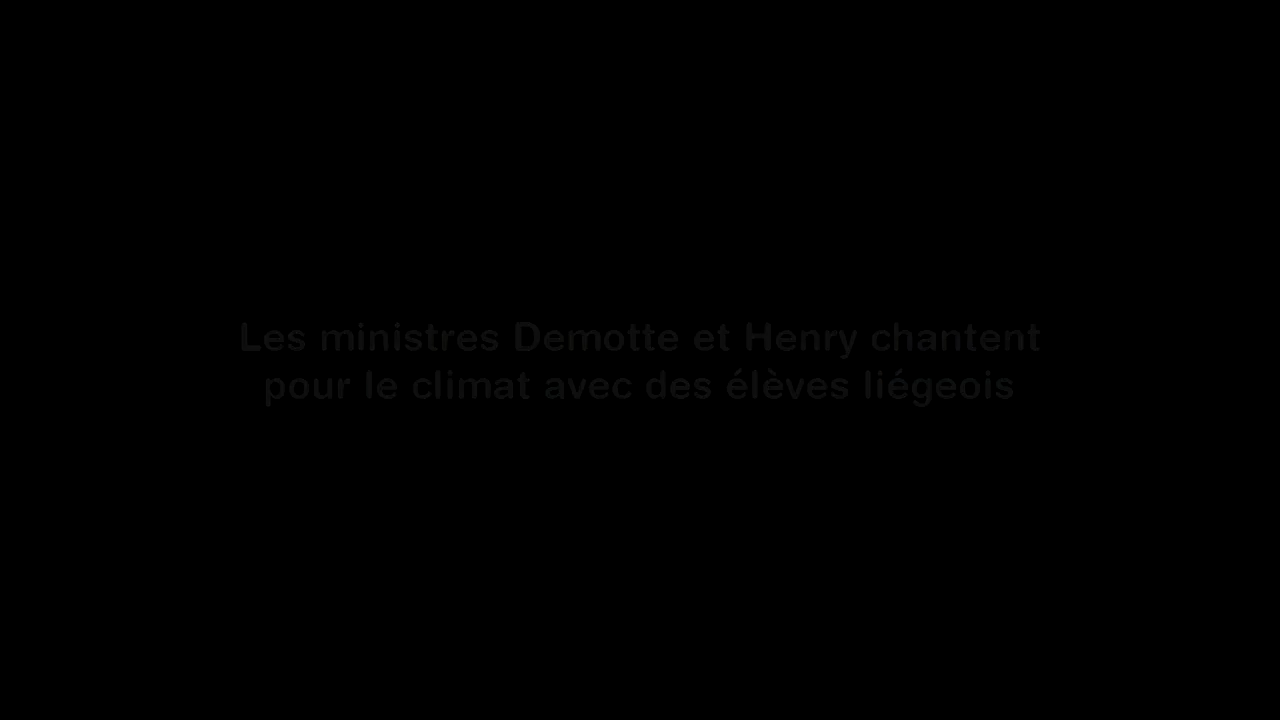 Les ministres Demotte et Henry chantent
pour le climat avec des élèves liégeois